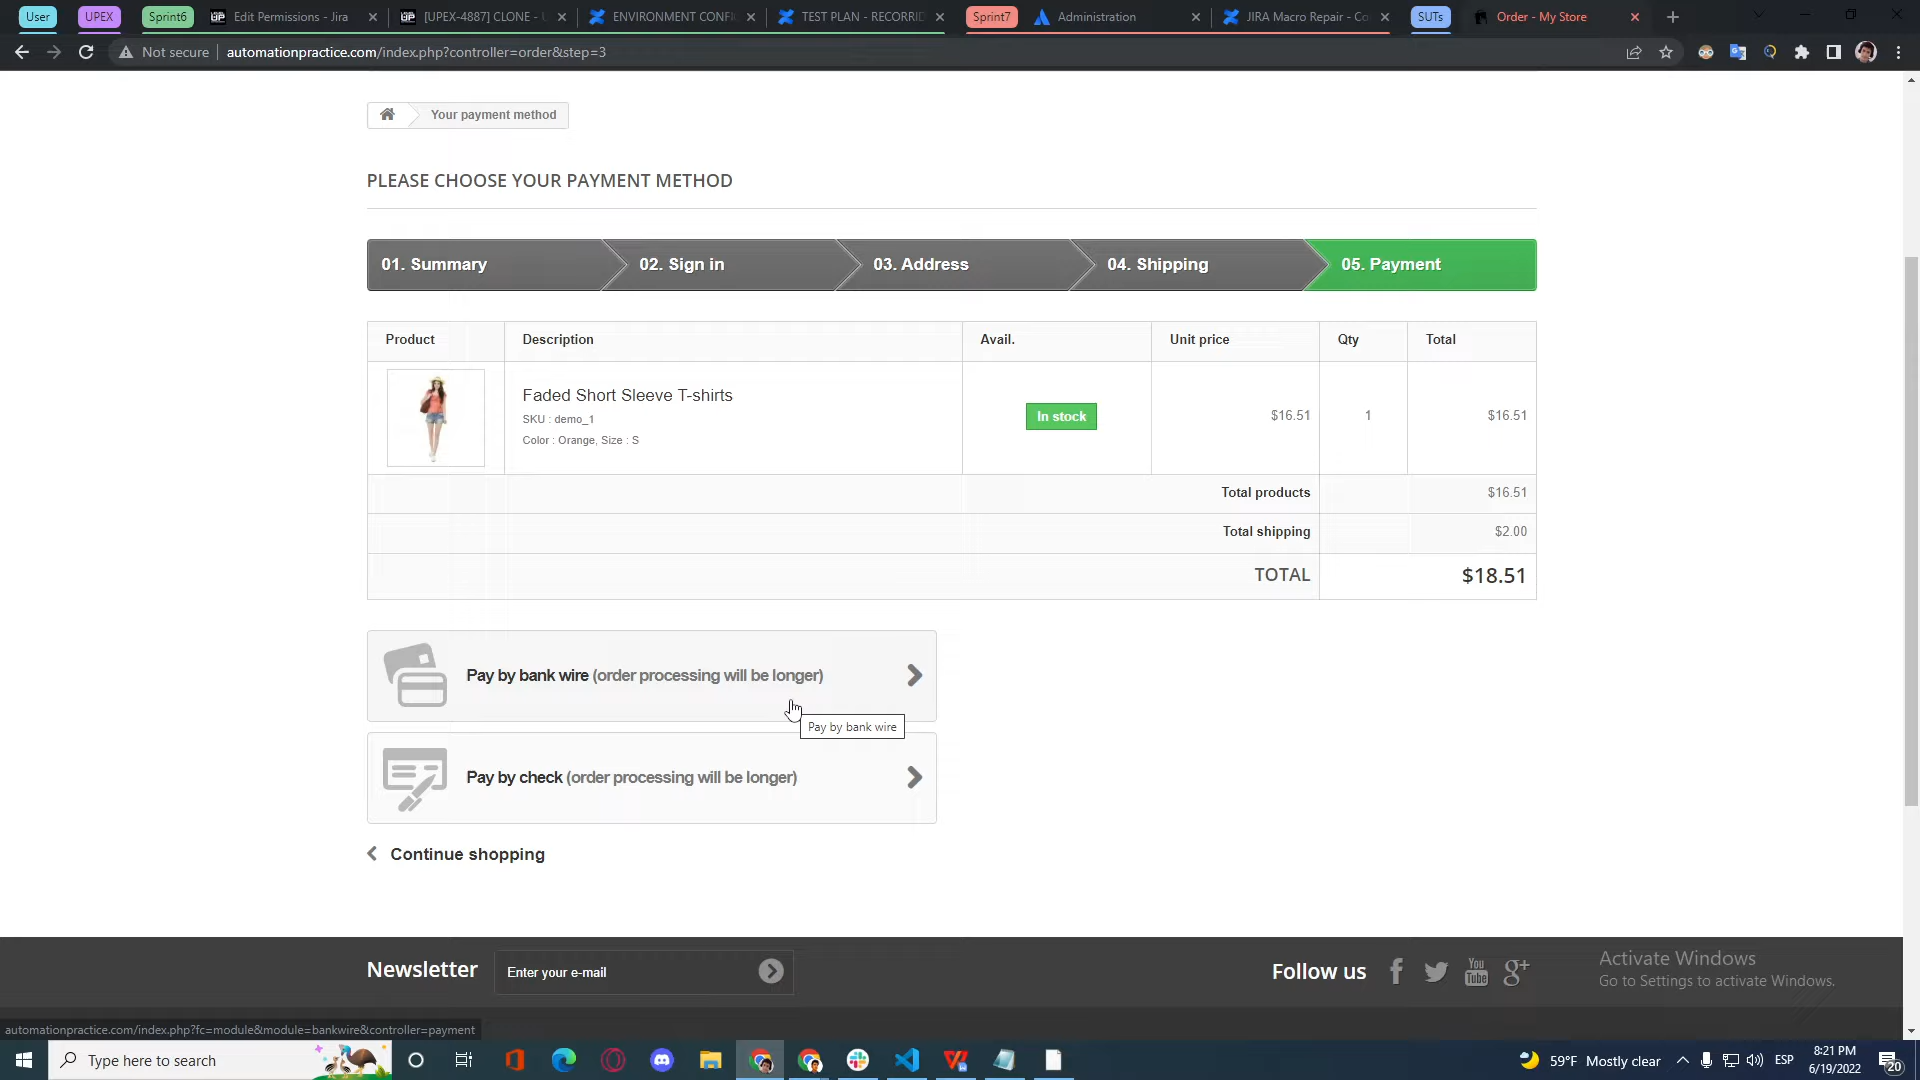 User
UPEX
Sprint6
Edit Permissions - Jira
[UPEX-4887] CLONE -
ENVIRONMENT CONFI
TEST PLAN - RECORRID
Sprint7
Administration
JIRA Macro Repair - Co
SUTs
Order - My Store
Not secure
automationpractice.com/index.php?controller=order&step=3
Your payment method
PLEASE CHOOSE YOUR PAYMENT METHOD
01. Summary
02. Sign in
03. Address
04. Shipping
05. Payment
Product
Description
Avail.
Unit price
Qty
Total
Faded Short Sleeve T-shirts
SKU : demo_1
Color : Orange, Size : S
In stock
$16.51
1
$16.51
Total products
$16.51
Total shipping
$2.00
TOTAL
$18.51
Pay by bank wire (order processing will be longer)
Pay by bank wire
Pay by check (order processing will be longer)
Continue shopping
Newsletter
Enter your e-mail
Follow us
You
Tube
g+
Activate Windows
Go to Settings to activate Windows.
automationpractice.com/index.php?fc=module&module=bankwire&controller=payment
Type here to search
59°F Mostly clear
ESP
8:21 PM
6/19/2022
20